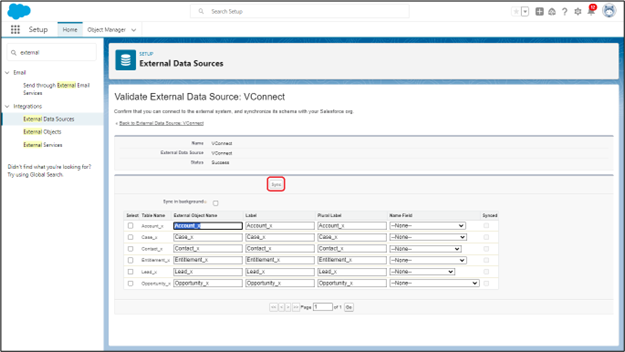 Search Setup
Setup
Home
Object Manager
external
Email
Send through External Email
Services
Integrations
External Data Sources
External Objects
External Services
Didn't find what you're looking for?
Try using Global Search.
SETUP
External Data Sources
Validate External Data Source: VConnect
Confirm that you can connect to the external system, and synchronize its schema with your Salesforce org.
Back to External Data Source: VConnect
Name VConnect
External Data Source VConnect
Status Success
Sync
Sync in background
Select Table Name External Object Name Label Plural Label Name Field Synced
Account_x Account_x Account_x Account_x --None--
Case_x Case_x Case_x Case_x --None--
Contact_x Contact_x Contact_x Contact_x --None--
Entitlement_x Entitlement_x Entitlement_x Entitlement_x --None--
Lead_x Lead_x Lead_x Lead_x --None--
Opportunity_x Opportunity_x Opportunity_x Opportunity_x --None--
<< < > >> Page 1 of 1 Go